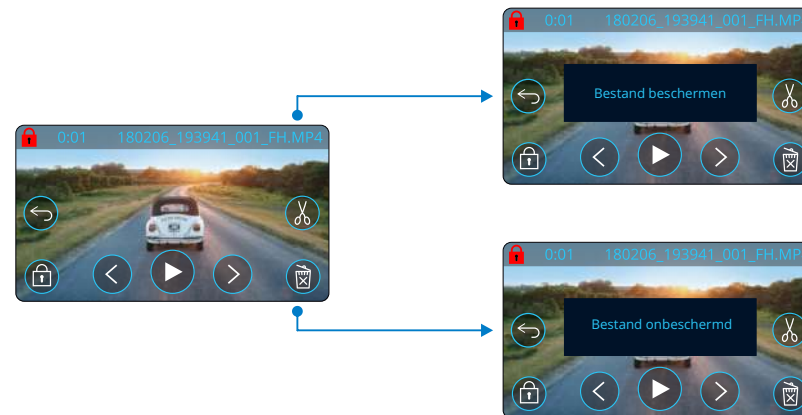 0:01 180206_193941_001_FH.MP
Bestand beschermen
0:01 180206_193941_001_FH.MP4
0:01 180206_193941_001_FH.MP
Bestand onbeschermd